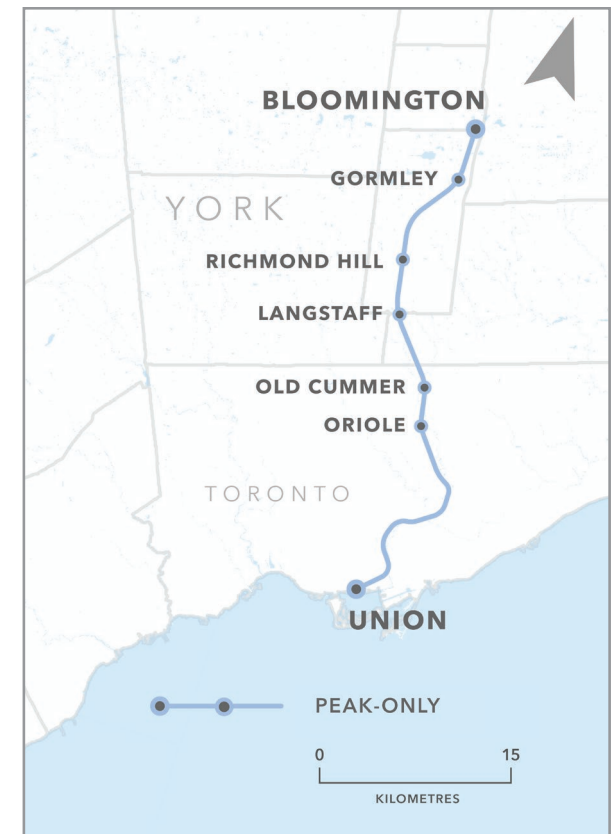 BLOOMINGTON
GORMLEY
YORK
RICHMOND HILL
LANGSTAFF
OLD CUMMER
ORIOLE
TORONTO
UNION
PEAK-ONLY
0 15
KILOMETRES